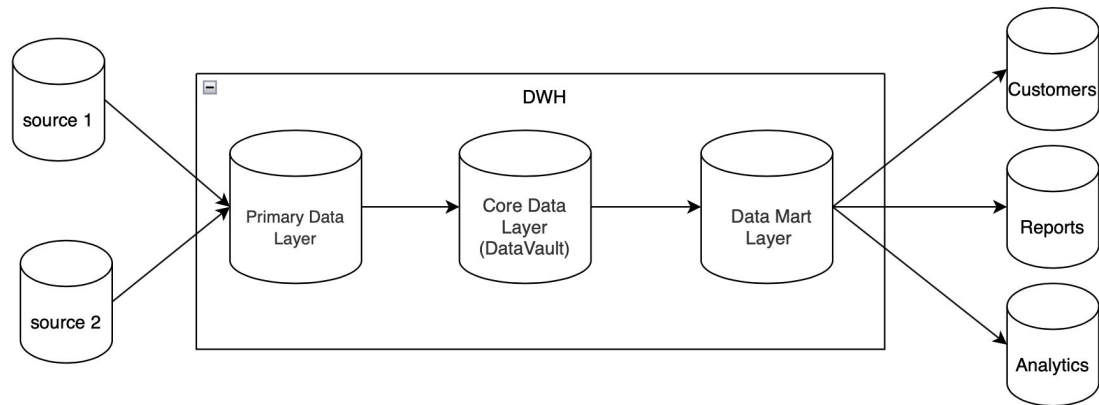 source 1
source 2
DWH
Primary Data
Layer
Core Data
Layer
(DataVault)
Data Mart
Layer
Customers
Reports
Analytics